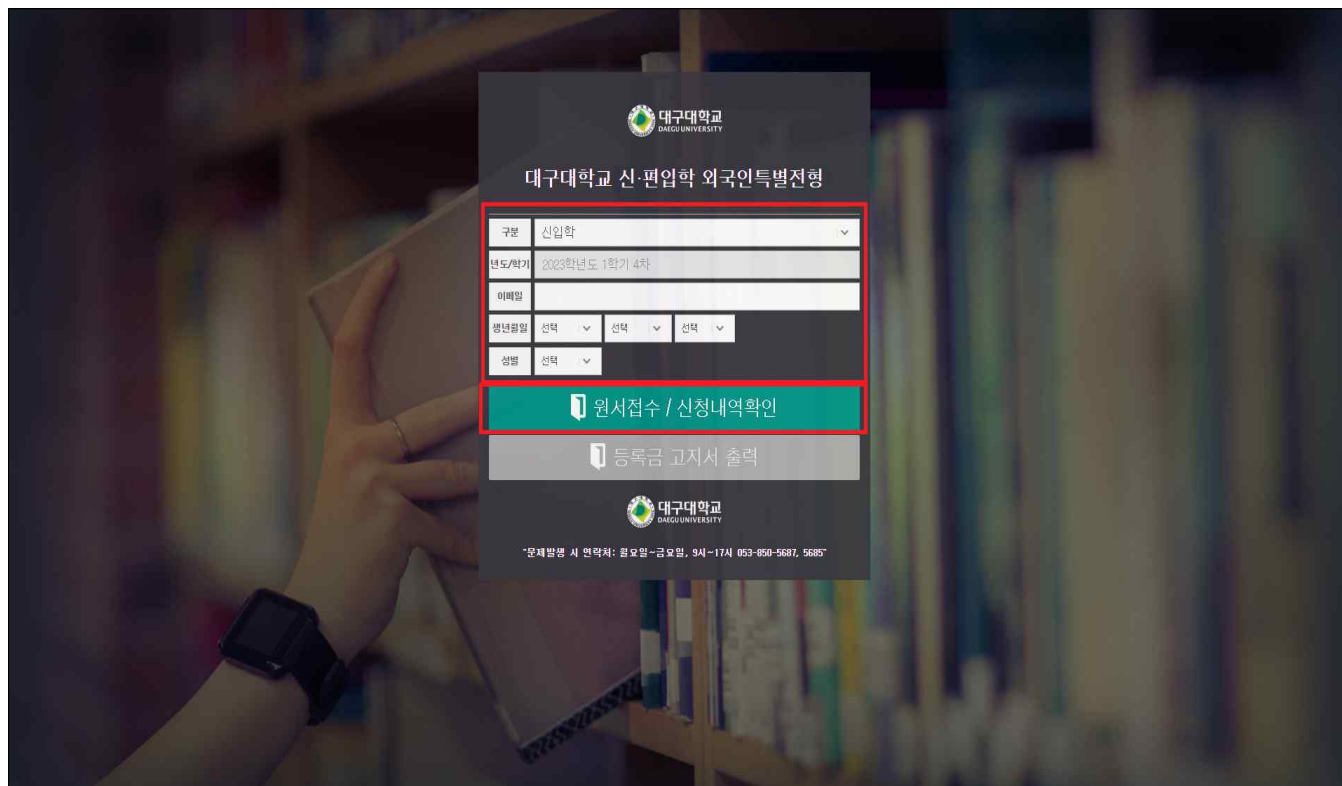 대구대학교
DAEGU UNIVERSITY
대구대학교 신·편입학 외국인특별전형
구분 신입학
년도/학기 2023학년도 1학기 4차
이메일
생년월일 선택 선택 선택
성별 선택
원서접수 / 신청내역확인
등록금 고지서 출력
대구대학교
DAEGU UNIVERSITY
"문제발생 시 연락처: 월요일~금요일, 9시~17시 053-850-5687, 5685"